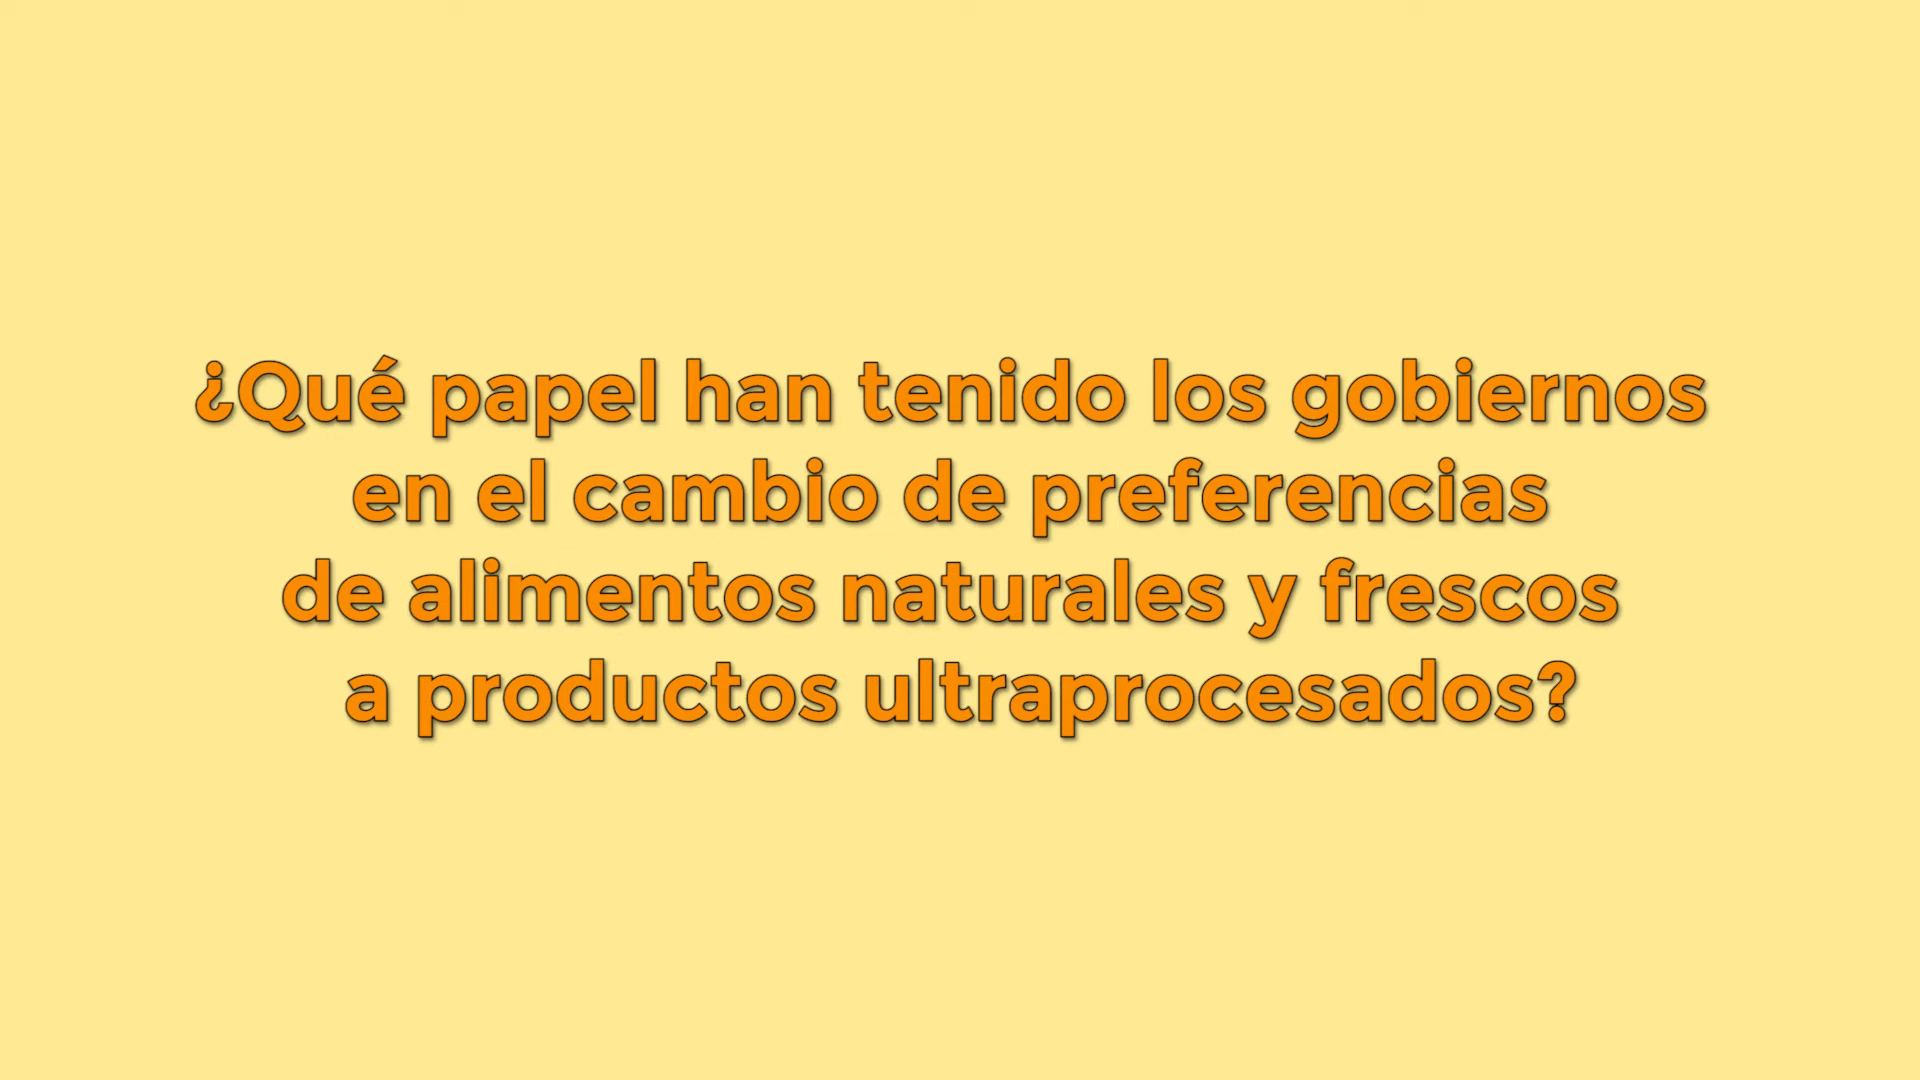 ¿Qué papel han tenido los gobiernos
en el cambio de preferencias
de alimentos naturales y frescos
a productos ultraprocesados?